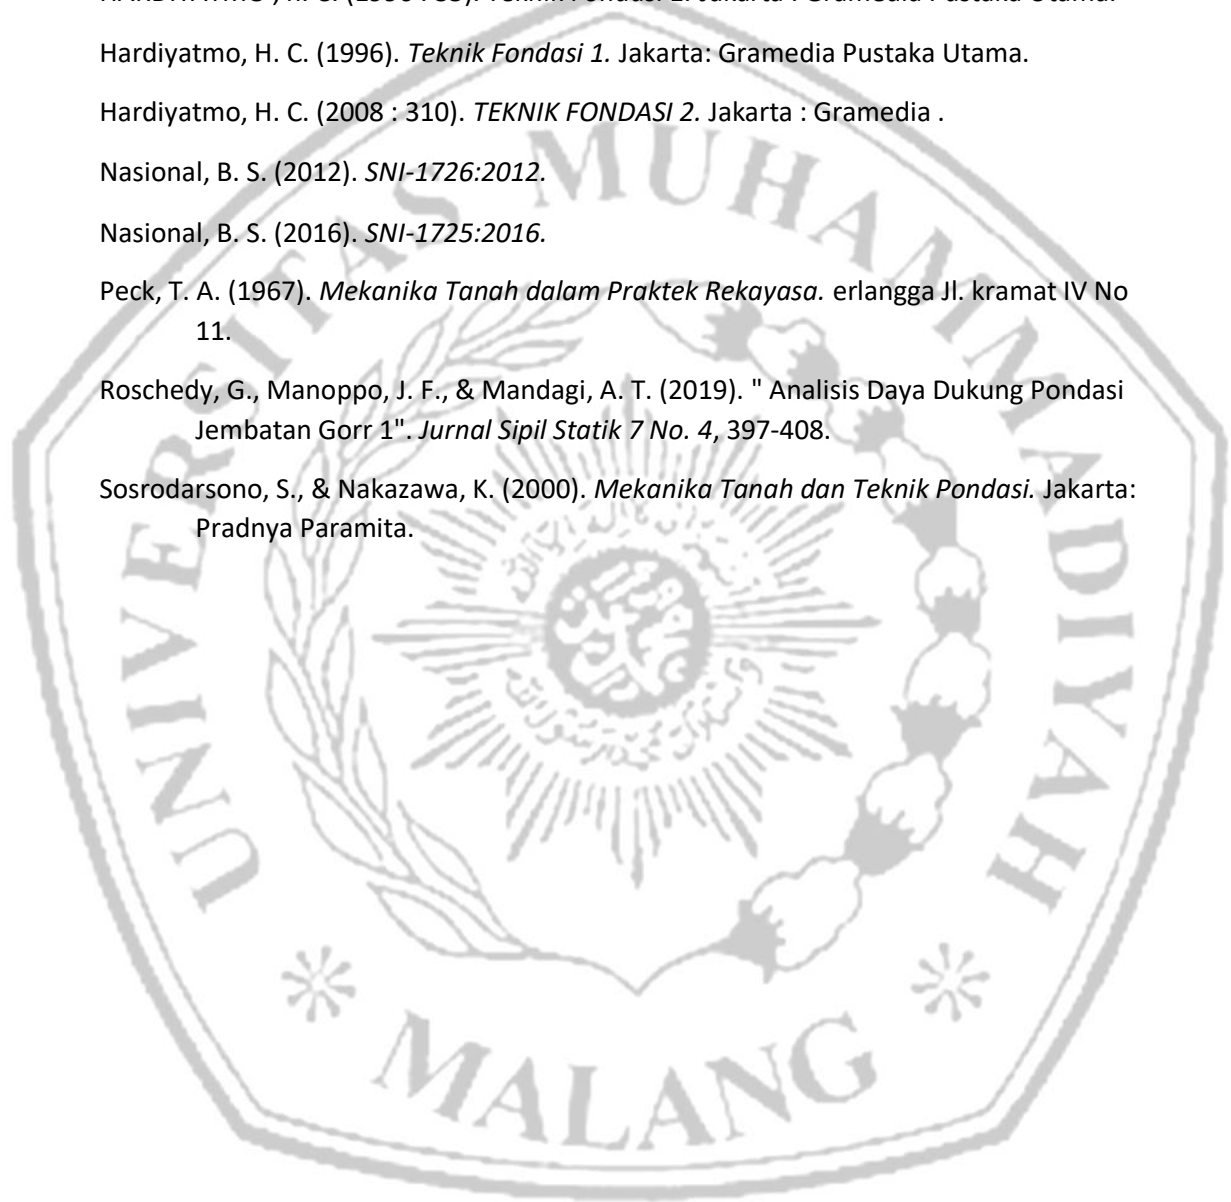 Hardiyatmo, H. C. (1996). Teknik Fondasi 1. Jakarta: Gramedia Pustaka Utama.
Hardiyatmo, H. C. (2008 : 310). TEKNIK FONDASI 2. Jakarta : Gramedia .
Nasional, B. S. (2012). SNI-1726:2012.
Nasional, B. S. (2016). SNI-1725:2016.
Peck, T. A. (1967). Mekanika Tanah dalam Praktek Rekayasa. erlangga Jl. kramat IV No
11.
Roschedy, G., Manoppo, J. F., & Mandagi, A. T. (2019). " Analisis Daya Dukung Pondasi
Jembatan Gorr 1". Jurnal Sipil Statik 7 No. 4, 397-408.
Sosrodarsono, S., & Nakazawa, K. (2000). Mekanika Tanah dan Teknik Pondasi. Jakarta:
Pradnya Paramita.
UNIVERSITAS MUHAMMADIYAH
MALANG